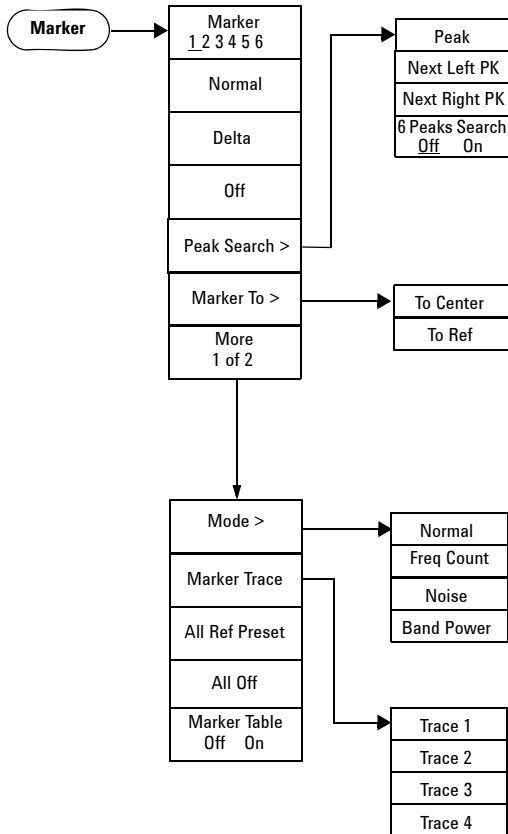 Marker
Marker
1 2 3 4 5 6
Normal
Delta
Off
Peak Search >
Marker To >
More
1 of 2
Peak
Next Left PK
Next Right PK
6 Peaks Search
Off On
To Center
To Ref
Mode >
Marker Trace
All Ref Preset
All Off
Marker Table
Off On
Normal
Freq Count
Noise
Band Power
Trace 1
Trace 2
Trace 3
Trace 4